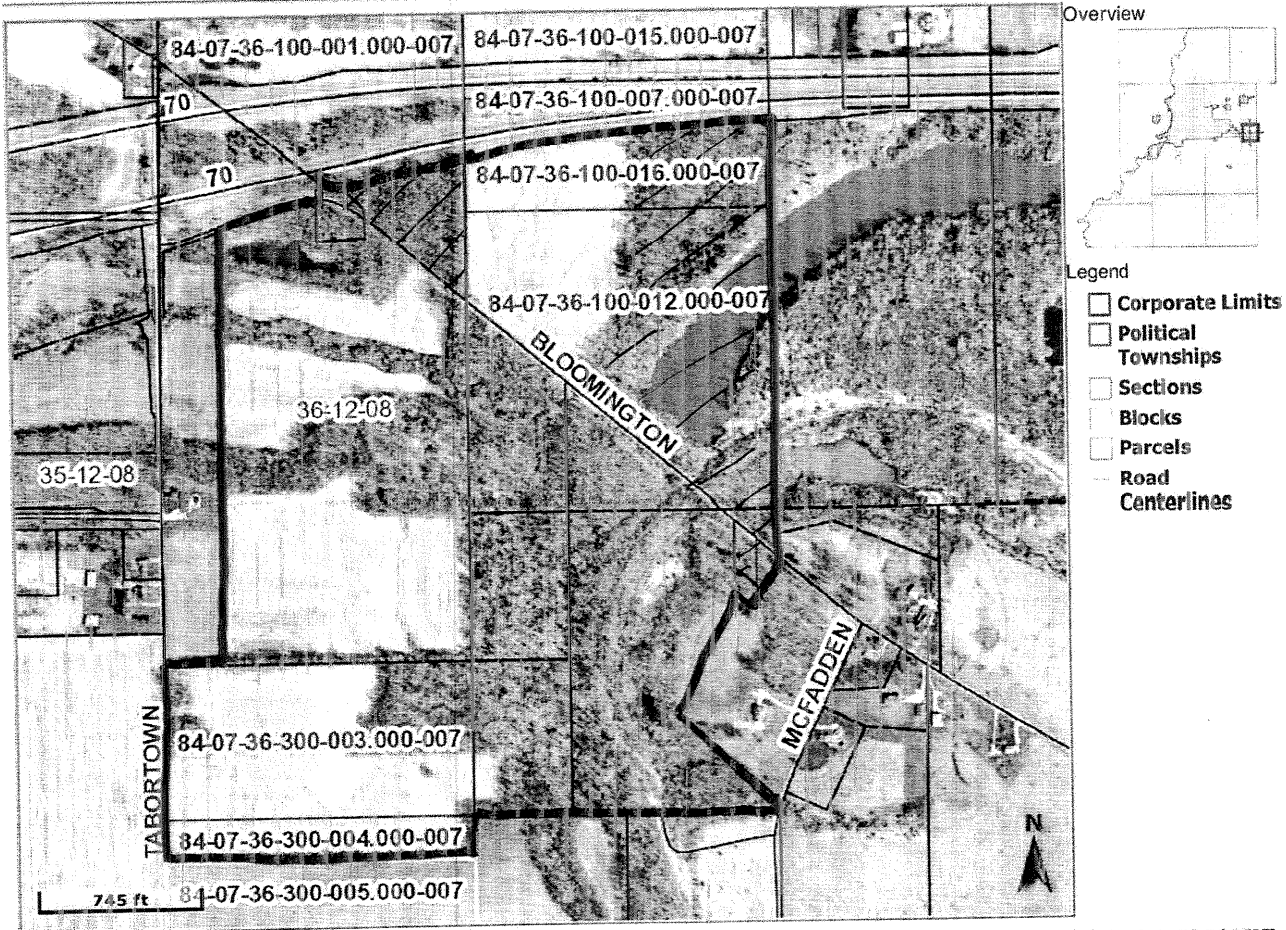 84-07-36-100-001.000-007
84-07-36-100-015.000-007
70
84-07-36-100-007.000-007
70
84-07-36-100-016.000-007
84-07-36-100-012.000-007
BLOOMINGTON
36-12-08
35-12-08
MCFADDEN
TABORTOWN
84-07-36-300-003.000-007
84-07-36-300-004.000-007
84-07-36-300-005.000-007
745 ft
N
Overview
Legend
Corporate Limits
Political
Townships
Sections
Blocks
Parcels
Road
Centerlines